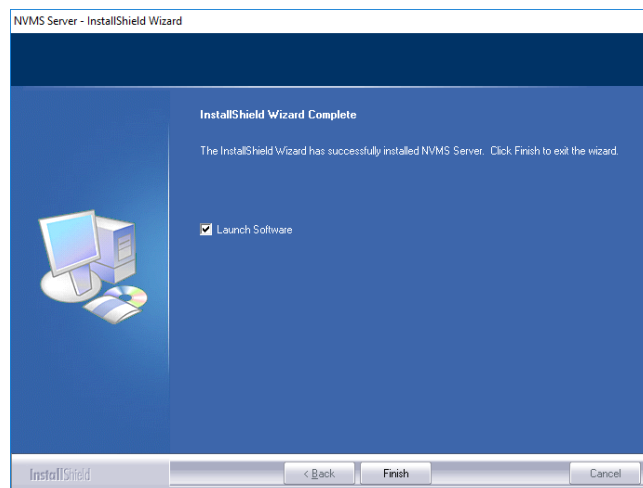 NVMS Server - InstallShield Wizard
InstallShield Wizard Complete
The InstallShield Wizard has successfully installed NVMS Server. Click Finish to exit the wizard.
Launch Software
InstallShield
< Back
Finish
Cancel